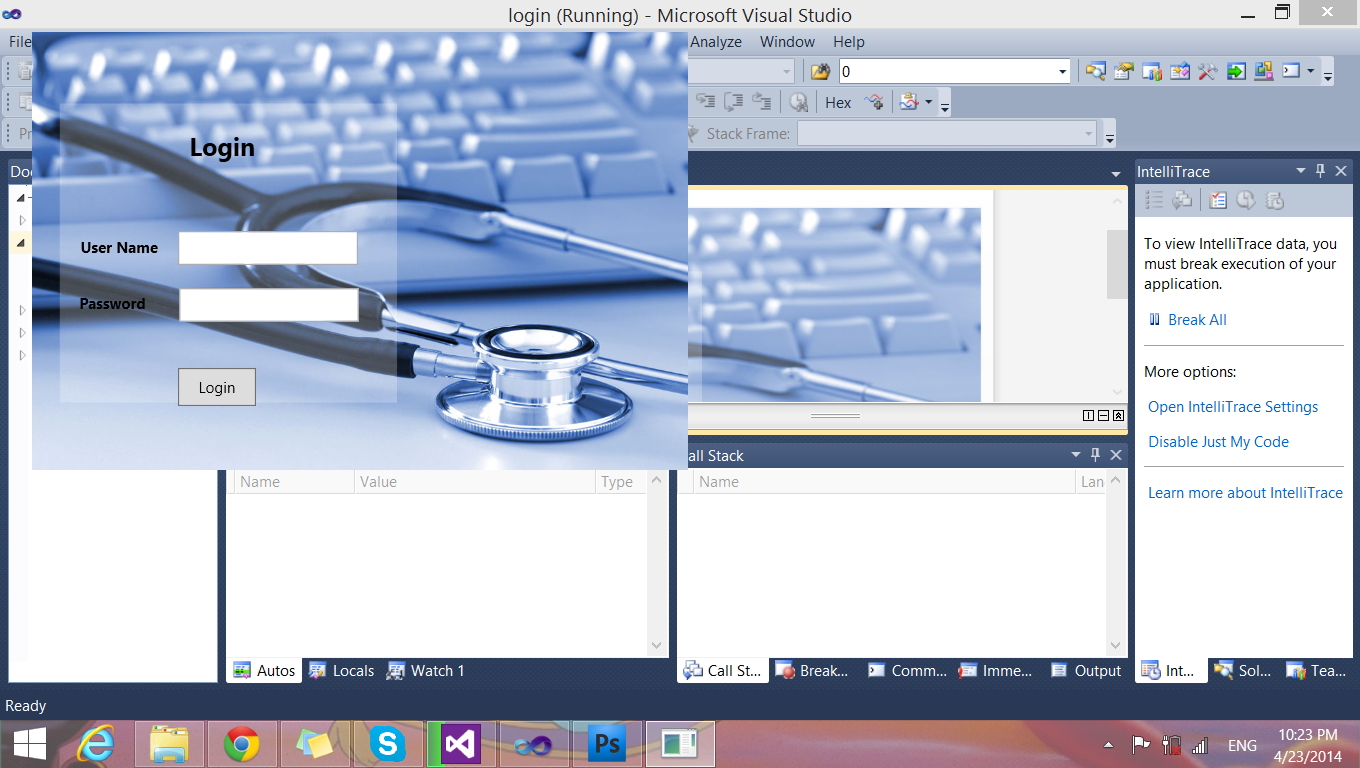 login (Running) - Microsoft Visual Studio
File
Analyze Window Help
0
Hex
Pr
Stack Frame:
Login
User Name
Password
Login
Doc
IntelliTrace
To view IntelliTrace data, you
must break execution of your
application.
Break All
More options:
Open IntelliTrace Settings
Disable Just My Code
Learn more about IntelliTrace
all Stack
Name Value Type
Name Lan
Autos Locals Watch 1
Call St... Break... Comm... Imme... Output
Int... Sol... Tea...
Ready
S
Ps
ENG
10:23 PM
4/23/2014